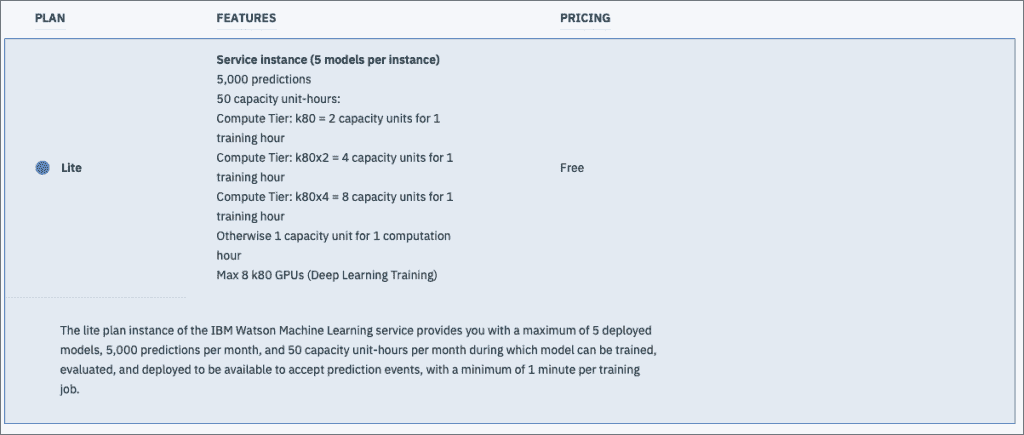 PLAN FEATURES PRICING
Service instance (5 models per instance)
5,000 predictions
50 capacity unit-hours:
Compute Tier: k80 = 2 capacity units for 1
training hour
Compute Tier: k80x2 = 4 capacity units for 1
training hour
Compute Tier: k80x4 = 8 capacity units for 1
training hour
Otherwise 1 capacity unit for 1 computation
hour
Max 8 k80 GPUs (Deep Learning Training)
Lite
Free
The lite plan instance of the IBM Watson Machine Learning service provides you with a maximum of 5 deployed
models, 5,000 predictions per month, and 50 capacity unit-hours per month during which model can be trained,
evaluated, and deployed to be available to accept prediction events, with a minimum of 1 minute per training
job.